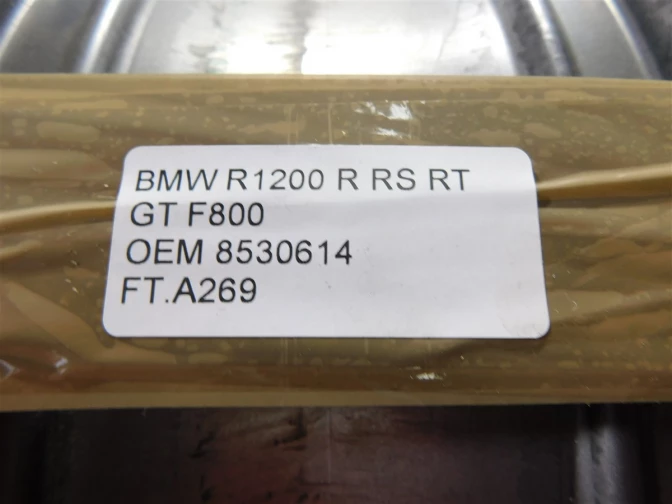 BMW R1200 R RS RT
GT F800
OEM 8530614
FT.A269